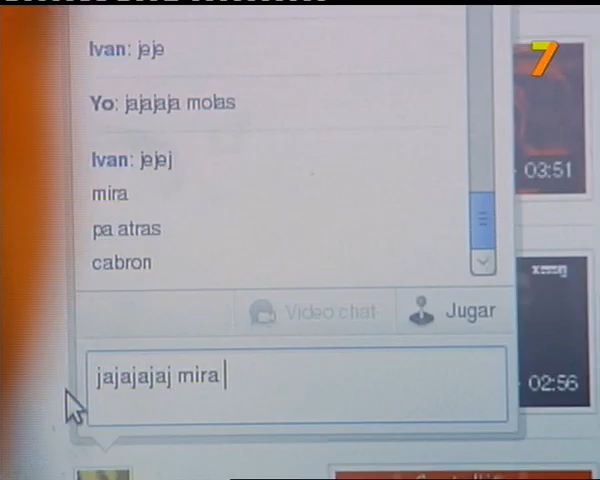 Ivan: jeje
7
Yo: jajajaja molas
Ivan: jejej
mira
pa atras
cabron
03:51
Video chat
Jugar
jajajajaj mira
02:56